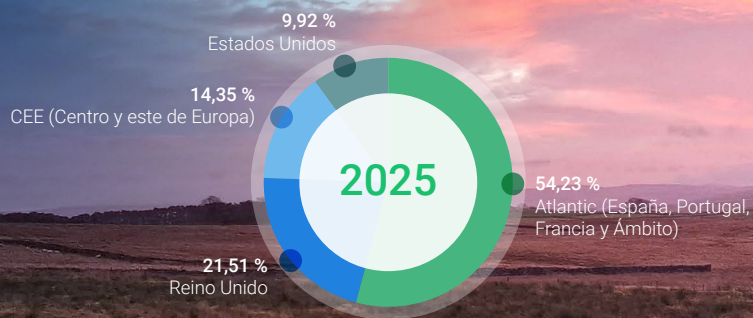 9,92 %
Estados Unidos
14,35 %
CEE (Centro y este de Europa)
2025
54,23 %
Atlantic (España, Portugal,
Francia y Ámbito)
21,51 %
Reino Unido